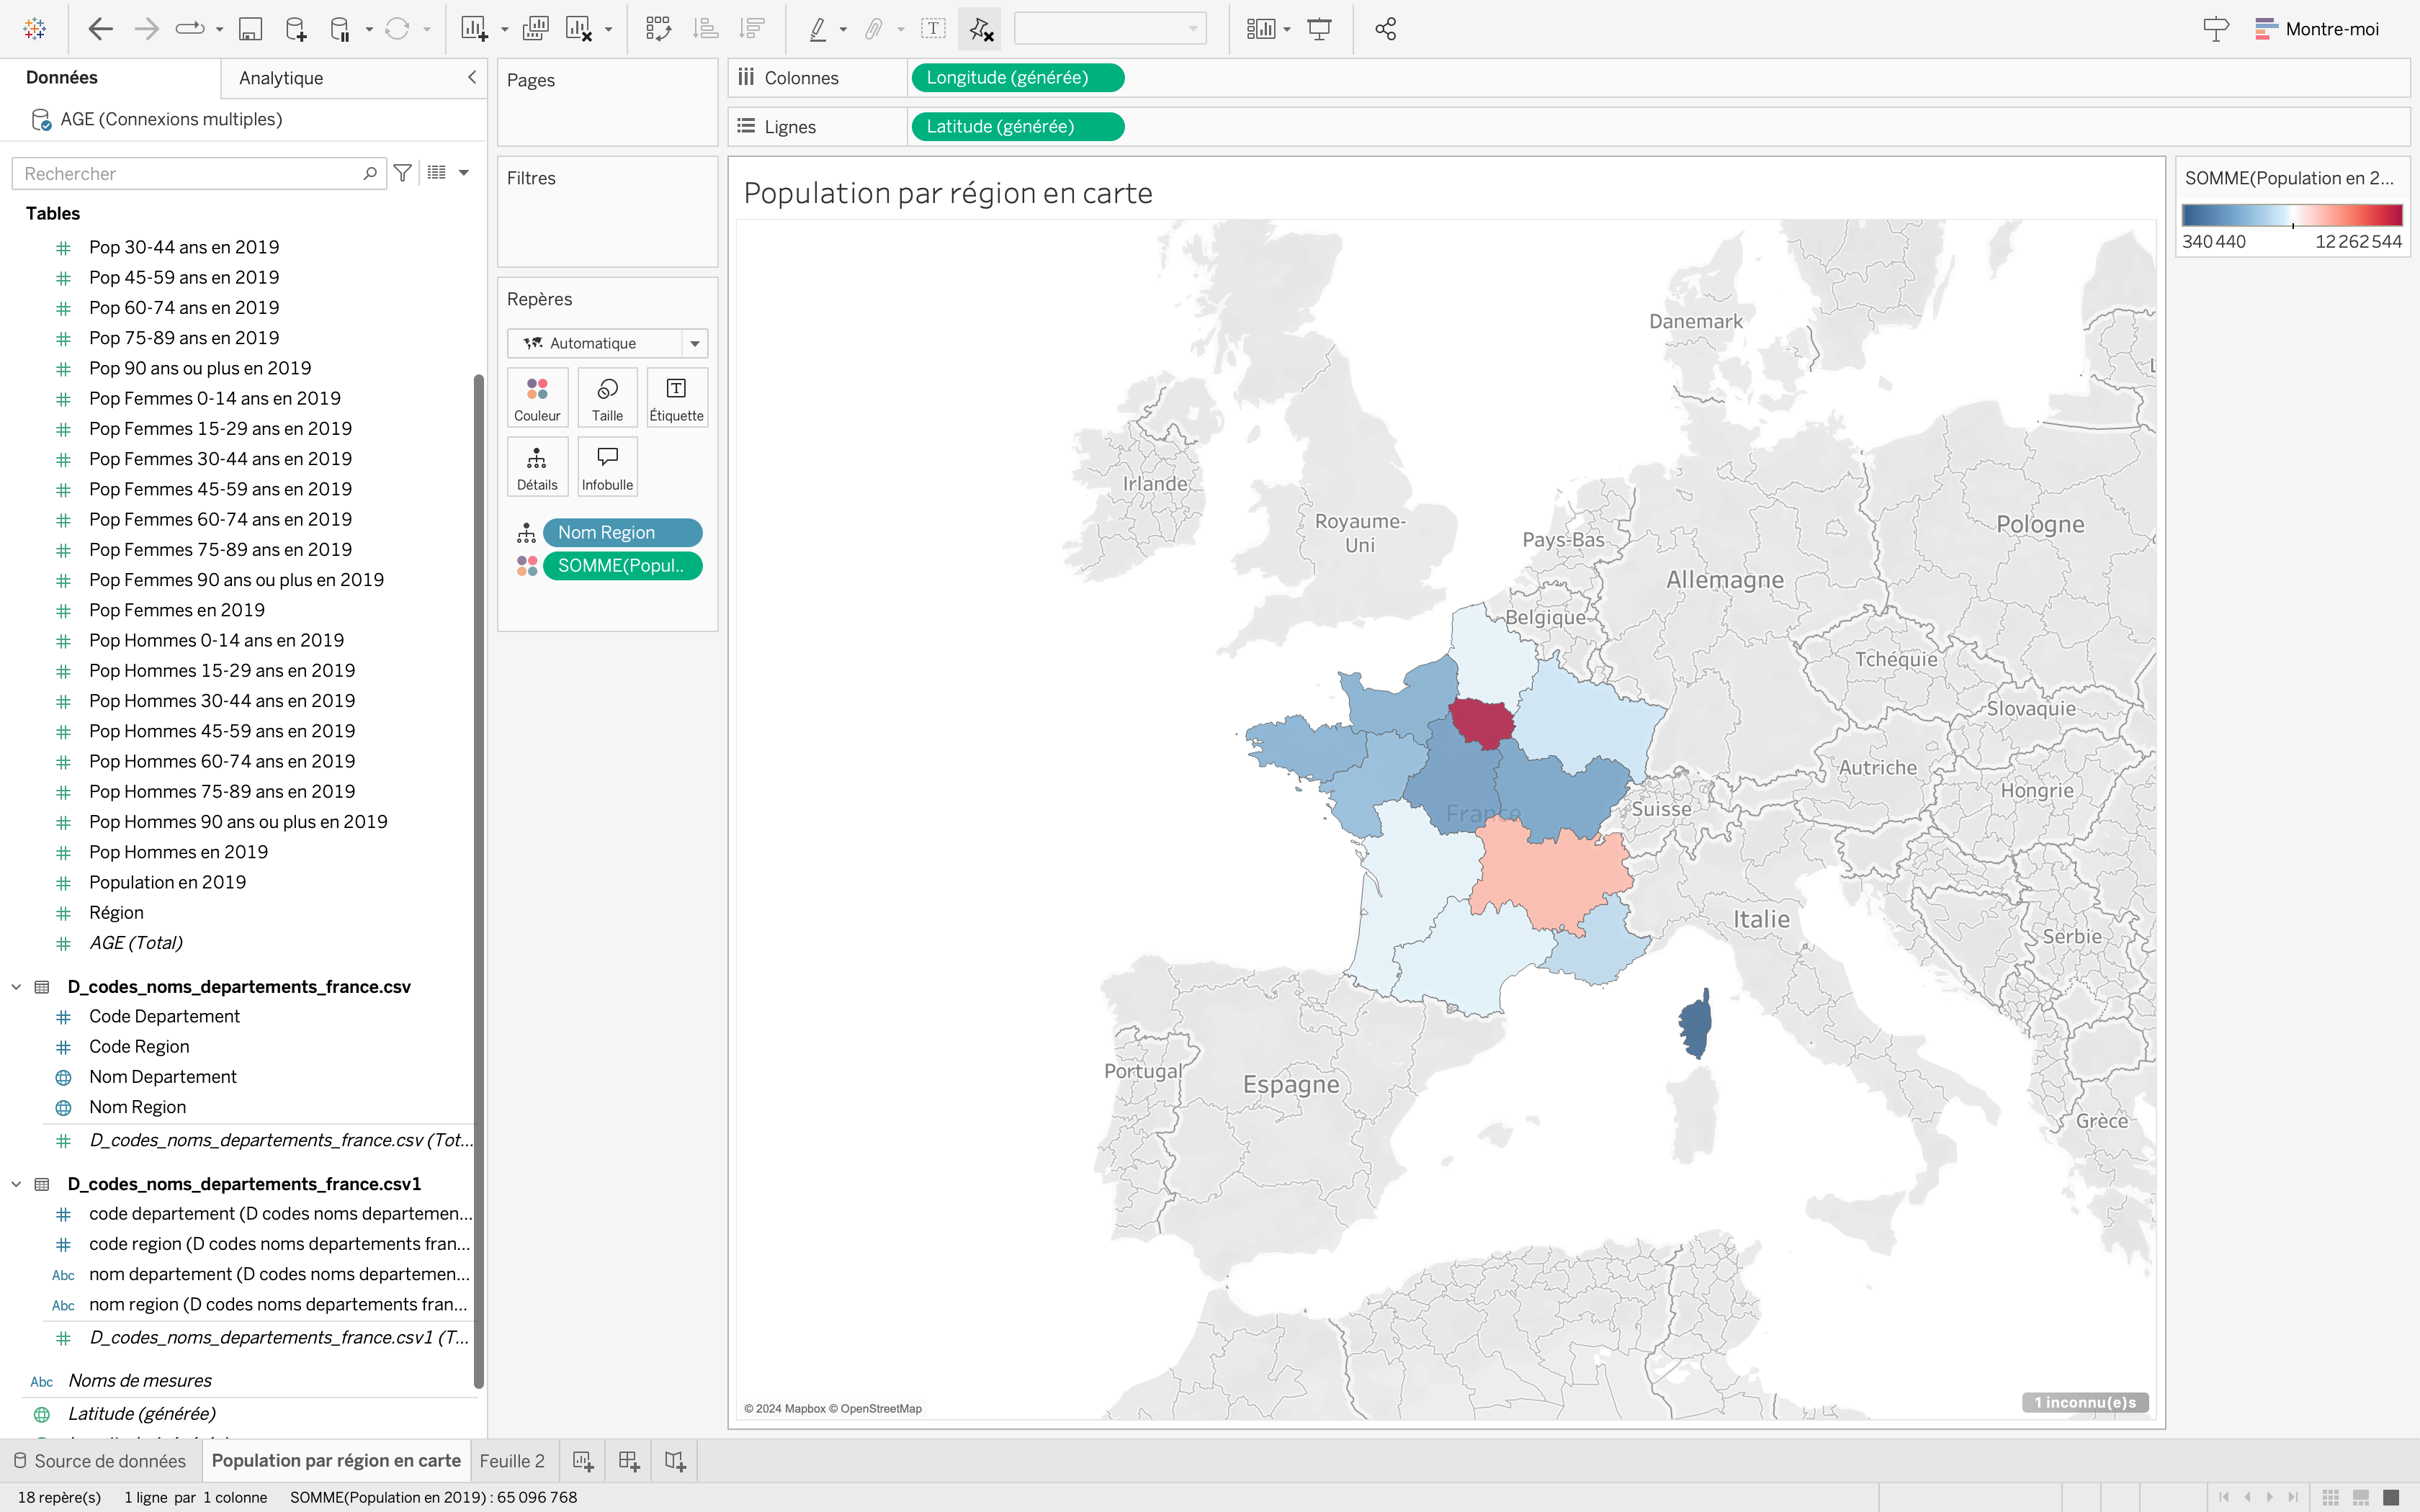 Montre-moi
Données
Analytique
AGE (Connexions multiples)
Rechercher
Tables
Pop 30-44 ans en 2019
Pop 45-59 ans en 2019
Pop 60-74 ans en 2019
Pop 75-89 ans en 2019
Pop 90 ans ou plus en 2019
Pop Femmes 0-14 ans en 2019
Pop Femmes 15-29 ans en 2019
Pop Femmes 30-44 ans en 2019
Pop Femmes 45-59 ans en 2019
Pop Femmes 60-74 ans en 2019
Pop Femmes 75-89 ans en 2019
Pop Femmes 90 ans ou plus en 2019
Pop Femmes en 2019
Pop Hommes 0-14 ans en 2019
Pop Hommes 15-29 ans en 2019
Pop Hommes 30-44 ans en 2019
Pop Hommes 45-59 ans en 2019
Pop Hommes 60-74 ans en 2019
Pop Hommes 75-89 ans en 2019
Pop Hommes 90 ans ou plus en 2019
Pop Hommes en 2019
Population en 2019
Région
AGE (Total)
D_codes_noms_departements_france.csv
Code Departement
Code Region
Nom Departement
Nom Region
D_codes_noms_departements_france.csv (Tot...
D_codes_noms_departements_france.csv1
code departement (D codes noms departemen...
code region (D codes noms departements fran...
Abc nom departement (D codes noms departemen...
Abc nom region (D codes noms departements fran...
D_codes_noms_departements_france.csv1 (T...
Abc Noms de mesures
Latitude (générée)
Pages
Filtres
Repères
Automatique
Couleur
Taille
Étiquette
Détails
Infobulle
Nom Region
SOMME(Popul..
Colonnes
Longitude (générée)
Lignes
Latitude (générée)
Population par région en carte
Danemark
Irlande
Royaume-
Uni
Pays-Bas
Pologne
Allemagne
Belgique
Tchéquie
Slovaquie
Autriche
Hongrie
Suisse
France
Italie
Serbie
Portugal
Espagne
Grèce
© 2024 Mapbox © OpenStreetMap
1 inconnu(e)s
SOMME(Population en 2...
340 440
12 262 544
Source de données
Population par région en carte
Feuille 2
18 repère(s)
1 ligne par 1 colonne
SOMME(Population en 2019) : 65 096 768